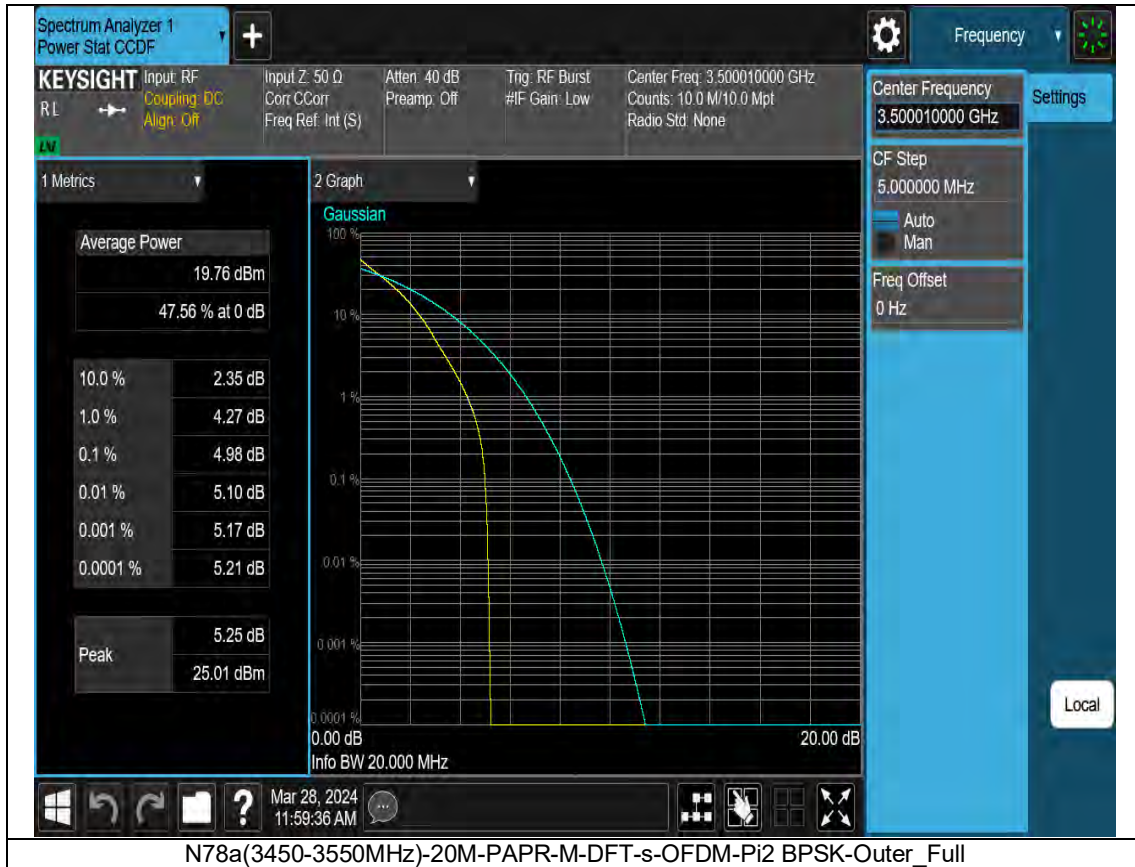 Spectrum Analyzer 1
Power Stat CCDF
Frequency
KEYSIGHT
Input: RF
Coupling: DC
Align: Off
R L
LNI
Input Z: 50 Ω
Corr CCorr
Freq Ref: Int (S)
Atten: 40 dB
Preamp: Off
Trig: RF Burst
#IF Gain: Low
Center Freq: 3.500010000 GHz
Counts: 10.0 M/10.0 Mpt
Radio Std: None
Center Frequency
3.500010000 GHz
Settings
CF Step
5.000000 MHz
Auto
Man
Freq Offset
0 Hz
Local
1 Metrics
Average Power
19.76 dBm
47.56 % at 0 dB
10.0 % 2.35 dB
1.0 % 4.27 dB
0.1 % 4.98 dB
0.01 % 5.10 dB
0.001 % 5.17 dB
0.0001 % 5.21 dB
Peak
5.25 dB
25.01 dBm
2 Graph
Gaussian
100 %
10 %
1 %
0.1 %
0.01 %
0.001 %
0.0001 %
0.00 dB 20.00 dB
Info BW 20.000 MHz
?
Mar 28, 2024
11:59:36 AM
N78a(3450-3550MHz)-20M-PAPR-M-DFT-s-OFDM-Pi2 BPSK-Outer_Full